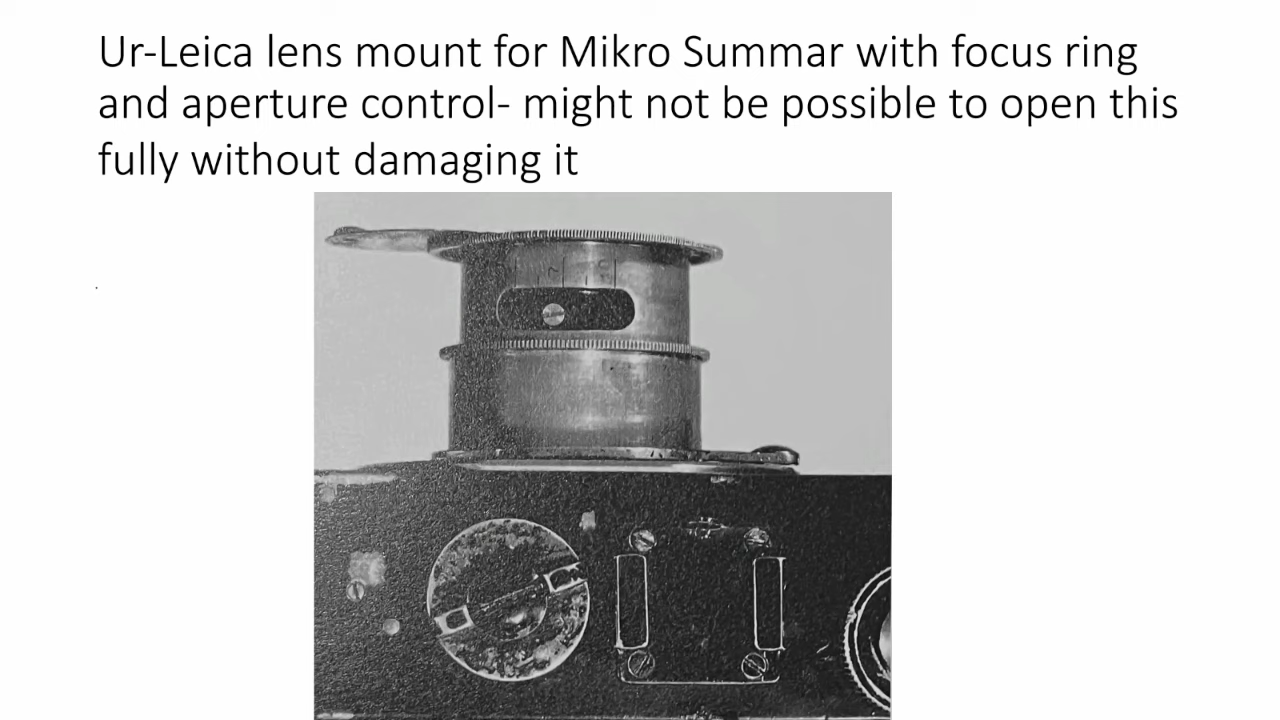 Ur-Leica lens mount for Mikro Summar with focus ring
and aperture control- might not be possible to open this
fully without damaging it